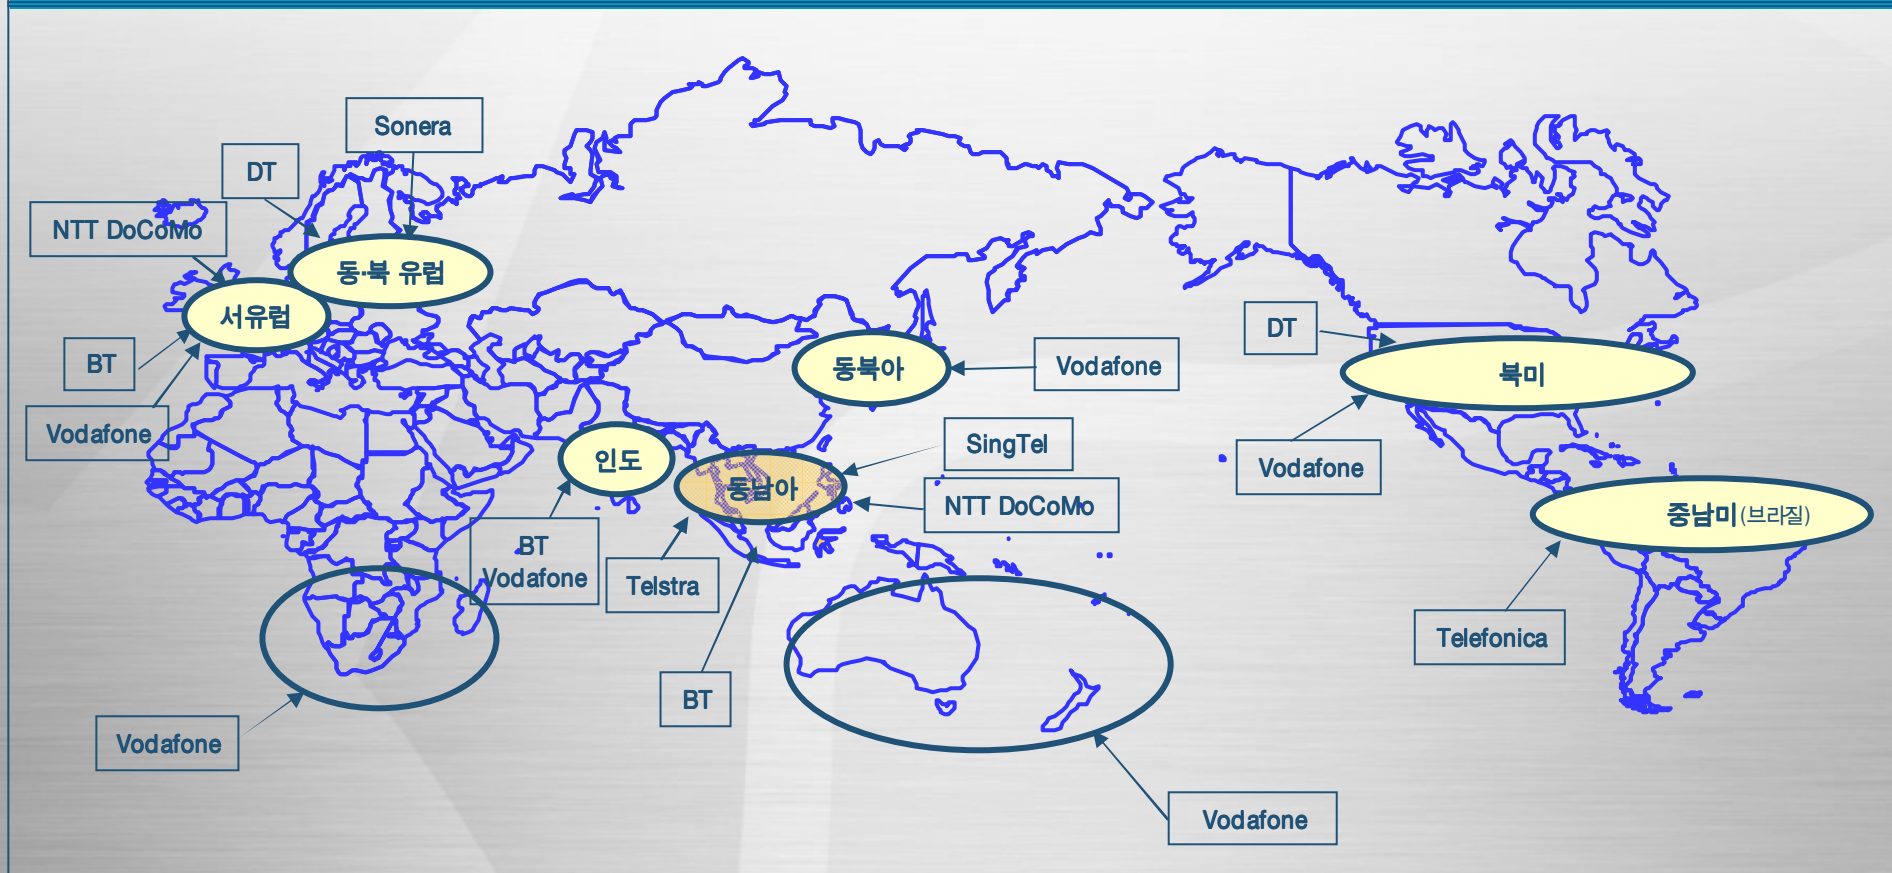 Sonera
DT
NTT DoCoMo
동·북 유럽
서유럽
BT
Vodafone
DT
동북아
Vodafone
북미
Vodafone
SingTel
인도
동남아
NTT DoCoMo
중남미(브라질)
BT
Vodafone
Telstra
Telefonica
BT
Vodafone
Vodafone